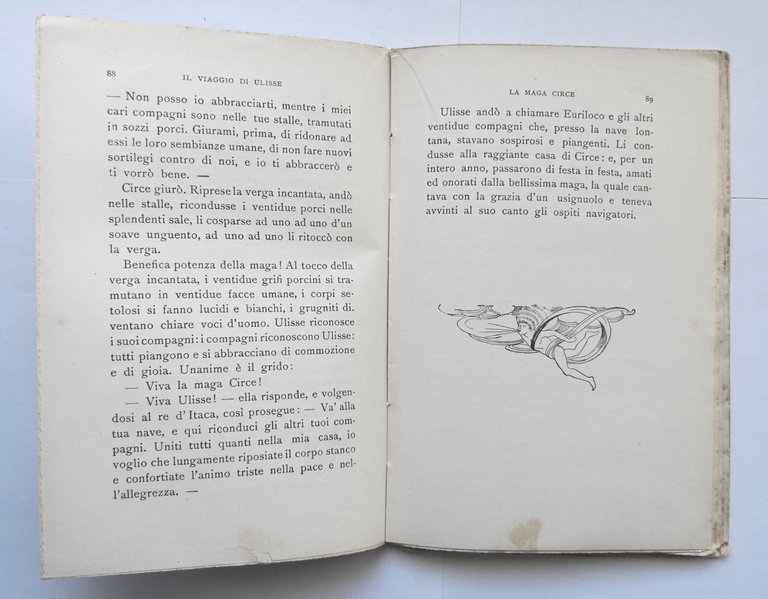 88
IL VIAGGIO DI ULISSE
— Non posso io abbracciarti, mentre i miei
cari compagni sono nelle tue stalle, tramutati
in sozzi porci. Giurami, prima, di ridonare ad
essi le loro sembianze umane, di non fare nuovi
sortilegi contro di noi, e io ti abbraccerò e
ti vorrò bene. —
Circe giurò. Riprese la verga incantata, andò
nelle stalle, ricondusse i ventidue porci nelle
splendenti sale, li cosparse ad uno ad uno d'un
soave unguento, ad uno ad uno li ritoccò con
la verga.
Benefica potenza della maga! Al tocco della
verga incantata, i ventidue grifi porcini si tra-
mutano in ventidue facce umane, i corpi se-
tolosi si fanno lucidi e bianchi, i grugniti di-
ventano chiare voci d'uomo. Ulisse riconosce
i suoi compagni: i compagni riconoscono Ulisse:
tutti piangono e si abbracciano di commozione
e di gioia. Unanime è il grido:
— Viva la maga Circe!
— Viva Ulisse! — ella risponde, e volgen-
dosi al re d'Itaca, così prosegue: — Va' alla
tua nave, e qui riconduci gli altri tuoi com-
pagni. Uniti tutti quanti nella mia casa, io
voglio che lungamente riposiate il corpo stanco
e confortiate l'animo triste nella pace e nel-
l'allegrezza. —
LA MAGA CIRCE
89
Ulisse andò a chiamare Euriloco e gli altri
ventidue compagni che, presso la nave lon-
tana, stavano sospirosi e piangenti. Li con-
dusse alla raggiante casa di Circe: e, per un
intero anno, passarono di festa in festa, amati
ed onorati dalla bellissima maga, la quale can-
tava con la grazia d'un usignuolo e teneva
avvinti al suo canto gli ospiti navigatori.